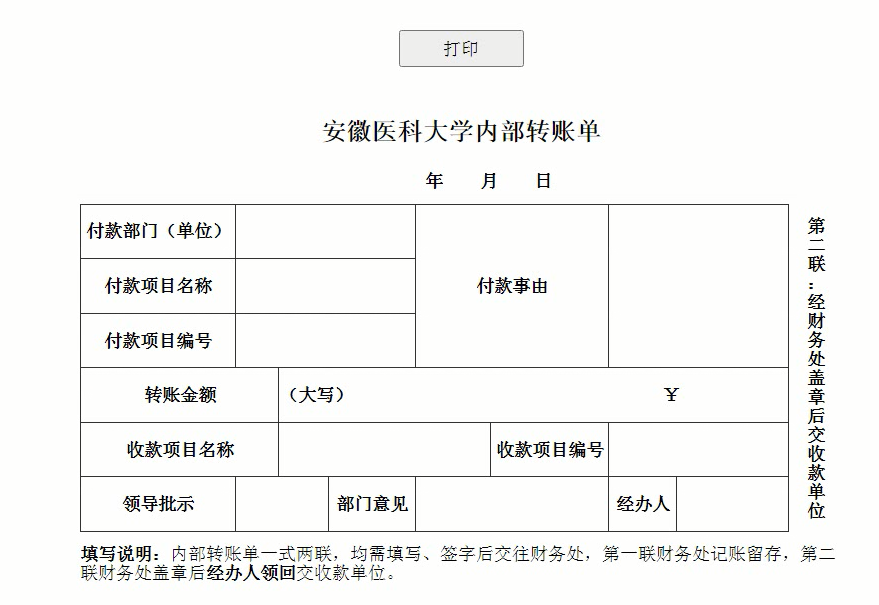 打印
安徽医科大学内部转账单
年 月 日
付款部门（单位）
付款项目名称
付款事由
付款项目编号
转账金额 （大写） ￥
收款项目名称 收款项目编号
领导批示 部门意见 经办人
第二联：经财务处盖章后交收款单位
填写说明：内部转账单一式两联，均需填写、签字后交往财务处，第一联财务处记账留存，第二
联财务处盖章后经办人领回交收款单位。